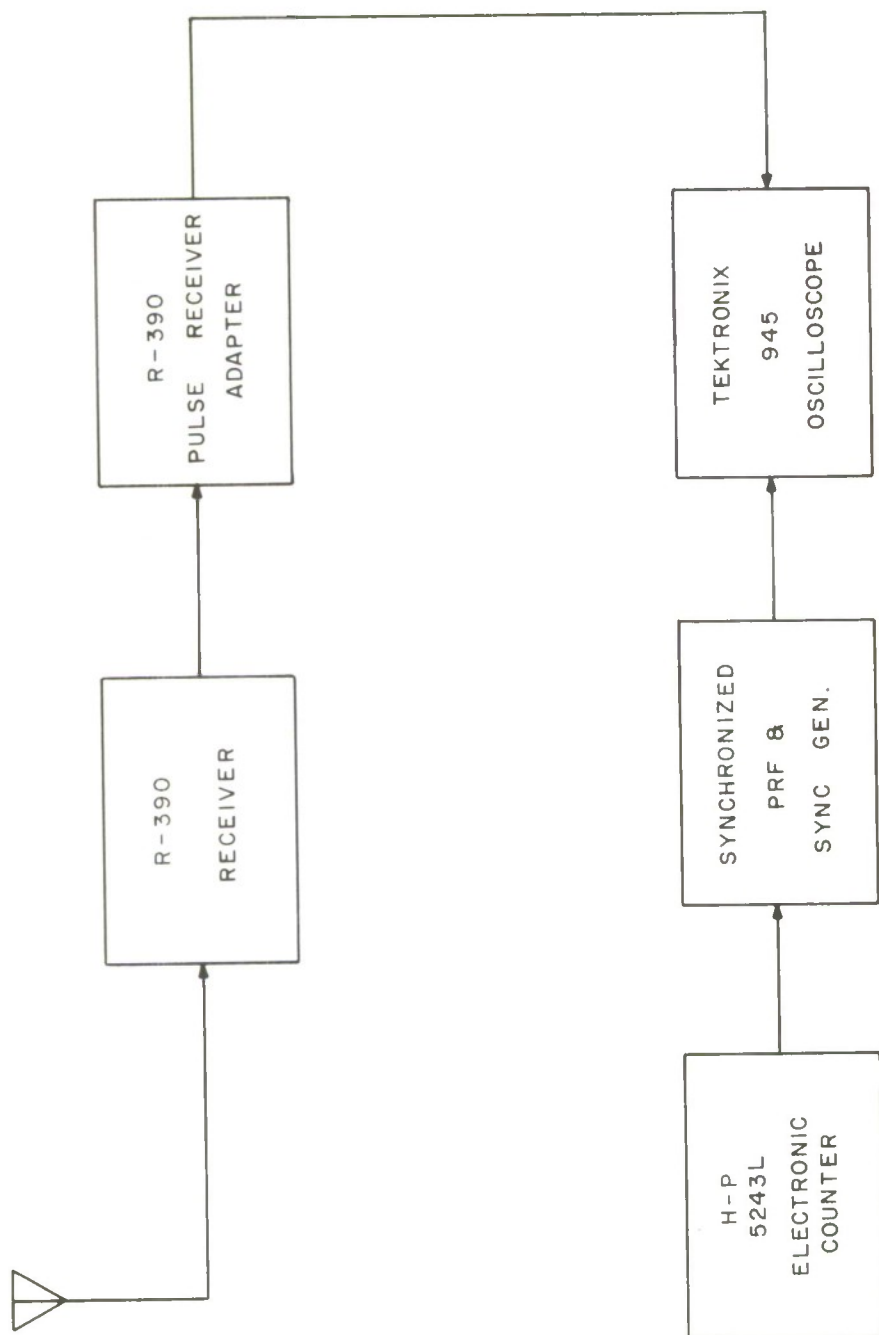 R-390
RECEIVER
R-390
PULSE RECEIVER
ADAPTER
H-P
5243L
ELECTRONIC
COUNTER
SYNCHRONIZED
PRF &
SYNC GEN.
TEKTRONIX
945
OSCILLOSCOPE